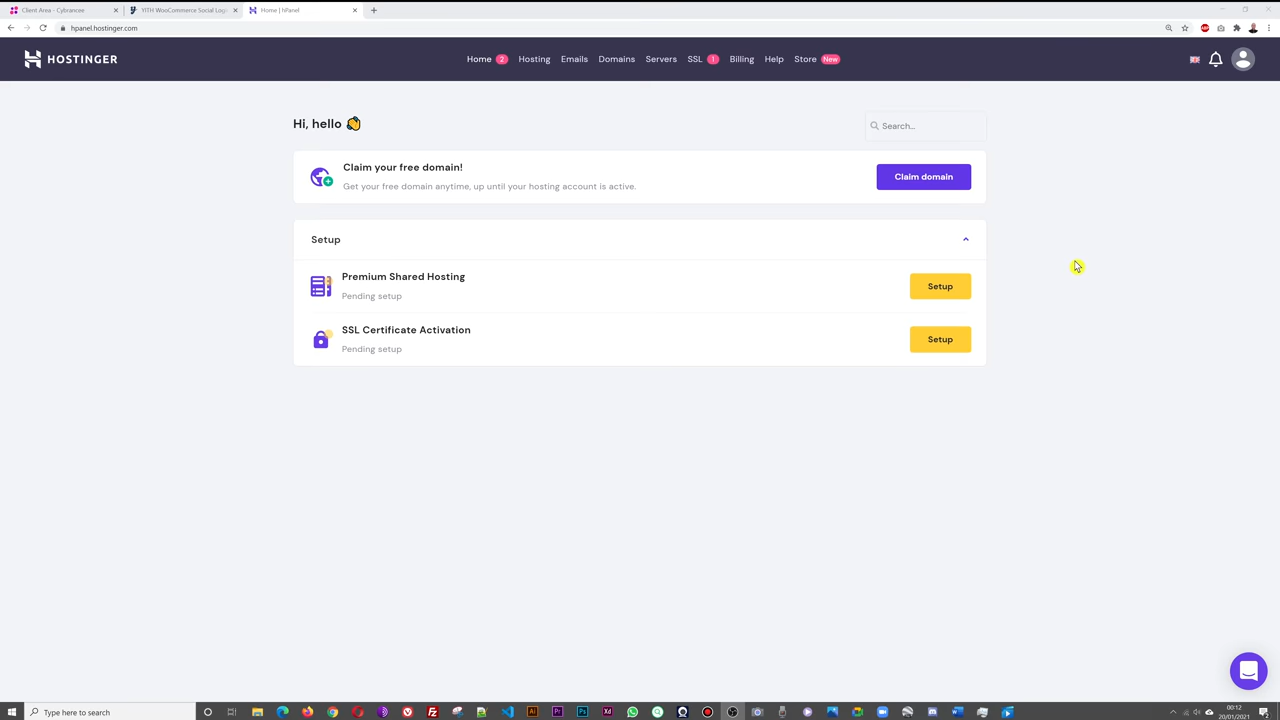 Client Area - Cybrancee
YITH WooCommerce Social Log
Home | hPanel
hpanel.hostinger.com
HOSTINGER
Home 2 Hosting Emails Domains Servers SSL 1 Billing Help Store New
Hi, hello
Search...
Claim your free domain!
Get your free domain anytime, up until your hosting account is active.
Claim domain
Setup
Premium Shared Hosting
Pending setup
Setup
SSL Certificate Activation
Pending setup
Setup
Type here to search
00:12
20/01/2021